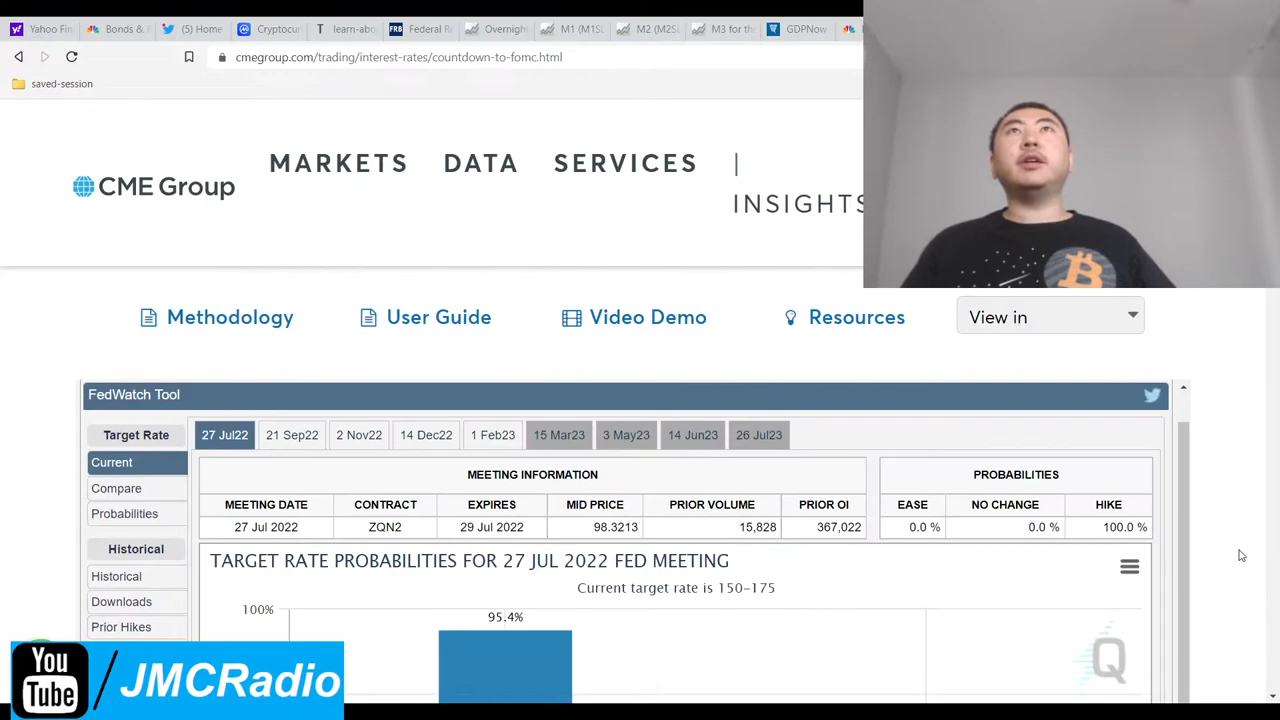 Yahoo Fin
Bonds &
(5) Home
Cryptocu
learn-abo
Federal Re
Overnigh
M1 (M1SL
M2 (M2SL
M3 for th
GDPNow
cmegroup.com/trading/interest-rates/countdown-to-fomc.html
saved-session
CME Group
MARKETS DATA SERVICES |
INSIGHTS
Methodology User Guide Video Demo Resources View in
FedWatch Tool
Target Rate
Current
Compare
Probabilities
Historical
Historical
Downloads
Prior Hikes
27 Jul22 21 Sep22 2 Nov22 14 Dec22 1 Feb23 15 Mar23 3 May23 14 Jun23 26 Jul23
MEETING INFORMATION
MEETING DATE CONTRACT EXPIRES MID PRICE PRIOR VOLUME PRIOR OI
27 Jul 2022 ZQN2 29 Jul 2022 98.3213 15,828 367,022
PROBABILITIES
EASE NO CHANGE HIKE
0.0 % 0.0 % 100.0 %
TARGET RATE PROBABILITIES FOR 27 JUL 2022 FED MEETING
Current target rate is 150-175
100%
95.4%
Q
You
Tube
/JMCRadio